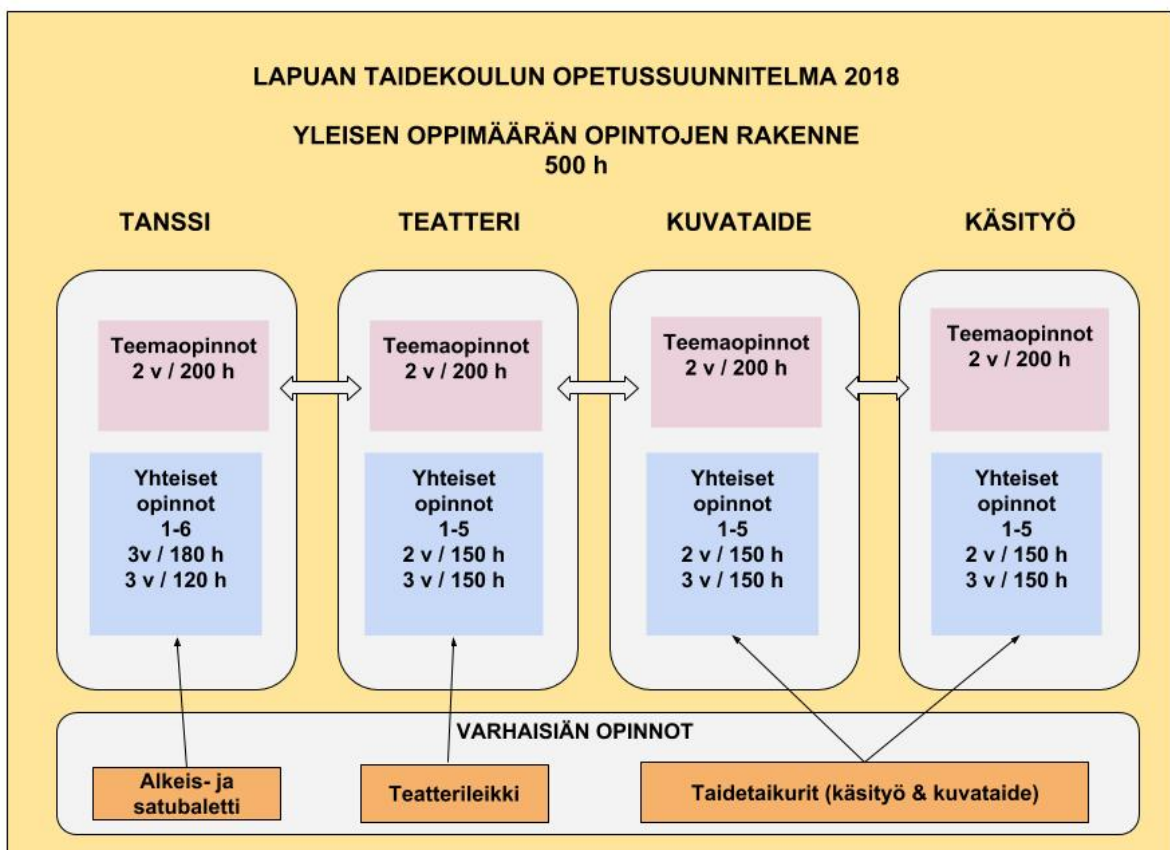 LAPUAN TAIDEKOULUN OPETUSSUUNNITELMA 2018
YLEISEN OPPIMÄÄRÄN OPINTOJEN RAKENNE
500 h
TANSSI
TEATTERI
KUVATAIDE
KÄSITYÖ
Teemaopinnot
2 v / 200 h
Teemaopinnot
2 v / 200 h
Teemaopinnot
2 v / 200 h
Teemaopinnot
2 v / 200 h
Yhteiset
opinnot
1-6
3v / 180 h
3 v / 120 h
Yhteiset
opinnot
1-5
2 v / 150 h
3 v / 150 h
Yhteiset
opinnot
1-5
2 v / 150 h
3 v / 150 h
Yhteiset
opinnot
1-5
2 v / 150 h
3 v / 150 h
VARHAISIÄN OPINNOT
Alkeis- ja
satubaletti
Teatterileikki
Taidetaikurit (käsityö & kuvataide)